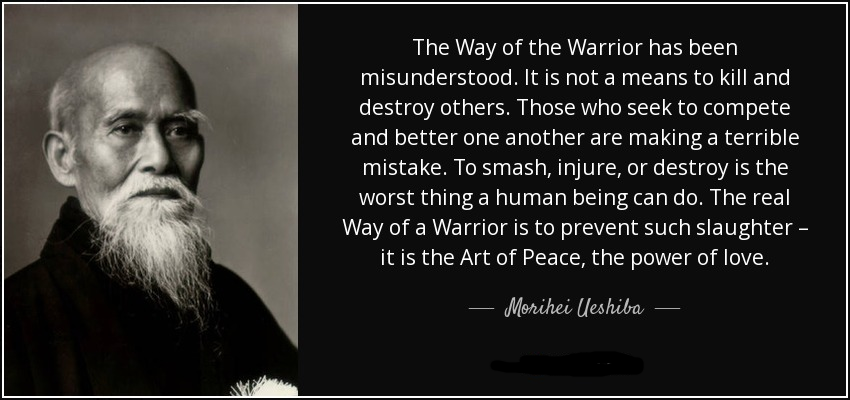 The Way of the Warrior has been
misunderstood. It is not a means to kill and
destroy others. Those who seek to compete
and better one another are making a terrible
mistake. To smash, injure, or destroy is the
worst thing a human being can do. The real
Way of a Warrior is to prevent such slaughter –
it is the Art of Peace, the power of love.
Morihei Ueshiba